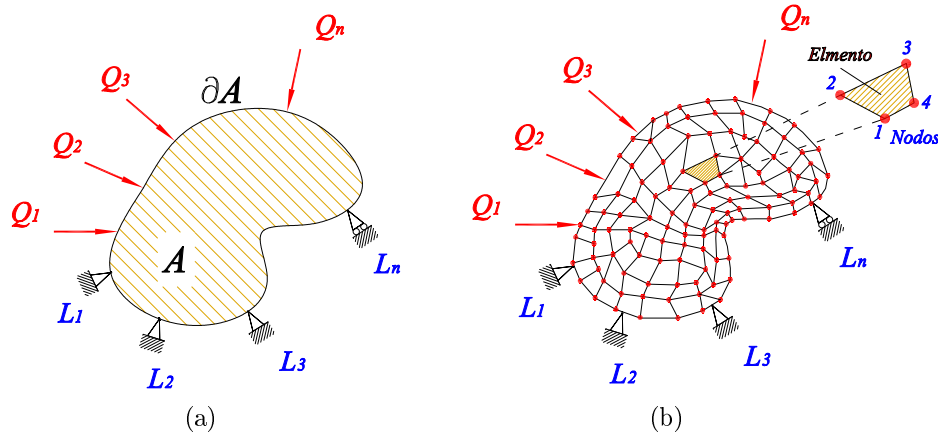 Qn
Q3
∂A
Q2
Q1
A
L1
Ln
L2
L3
(a)
Qn
Q3
Elmento
3
2
4
1
Nodos
Q2
Q1
L1
Ln
L2
L3
(b)